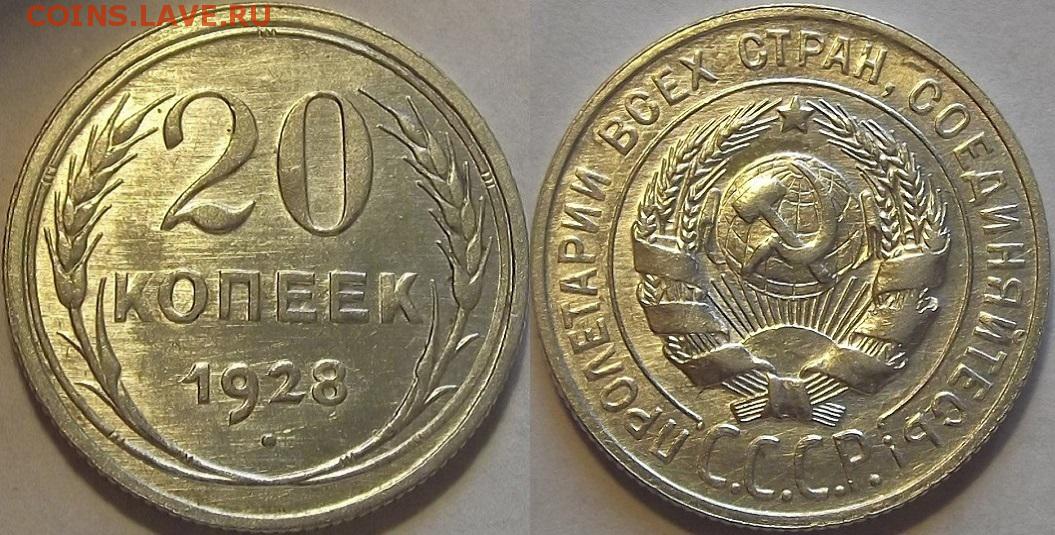 COINS.LAVE.RU
20
КОПЕЕК
1928
ПРОЛЕТАРИИ ВСЕХ СТРАН, СОЕДИНЯЙТЕСЬ!
С.С.С.Р.